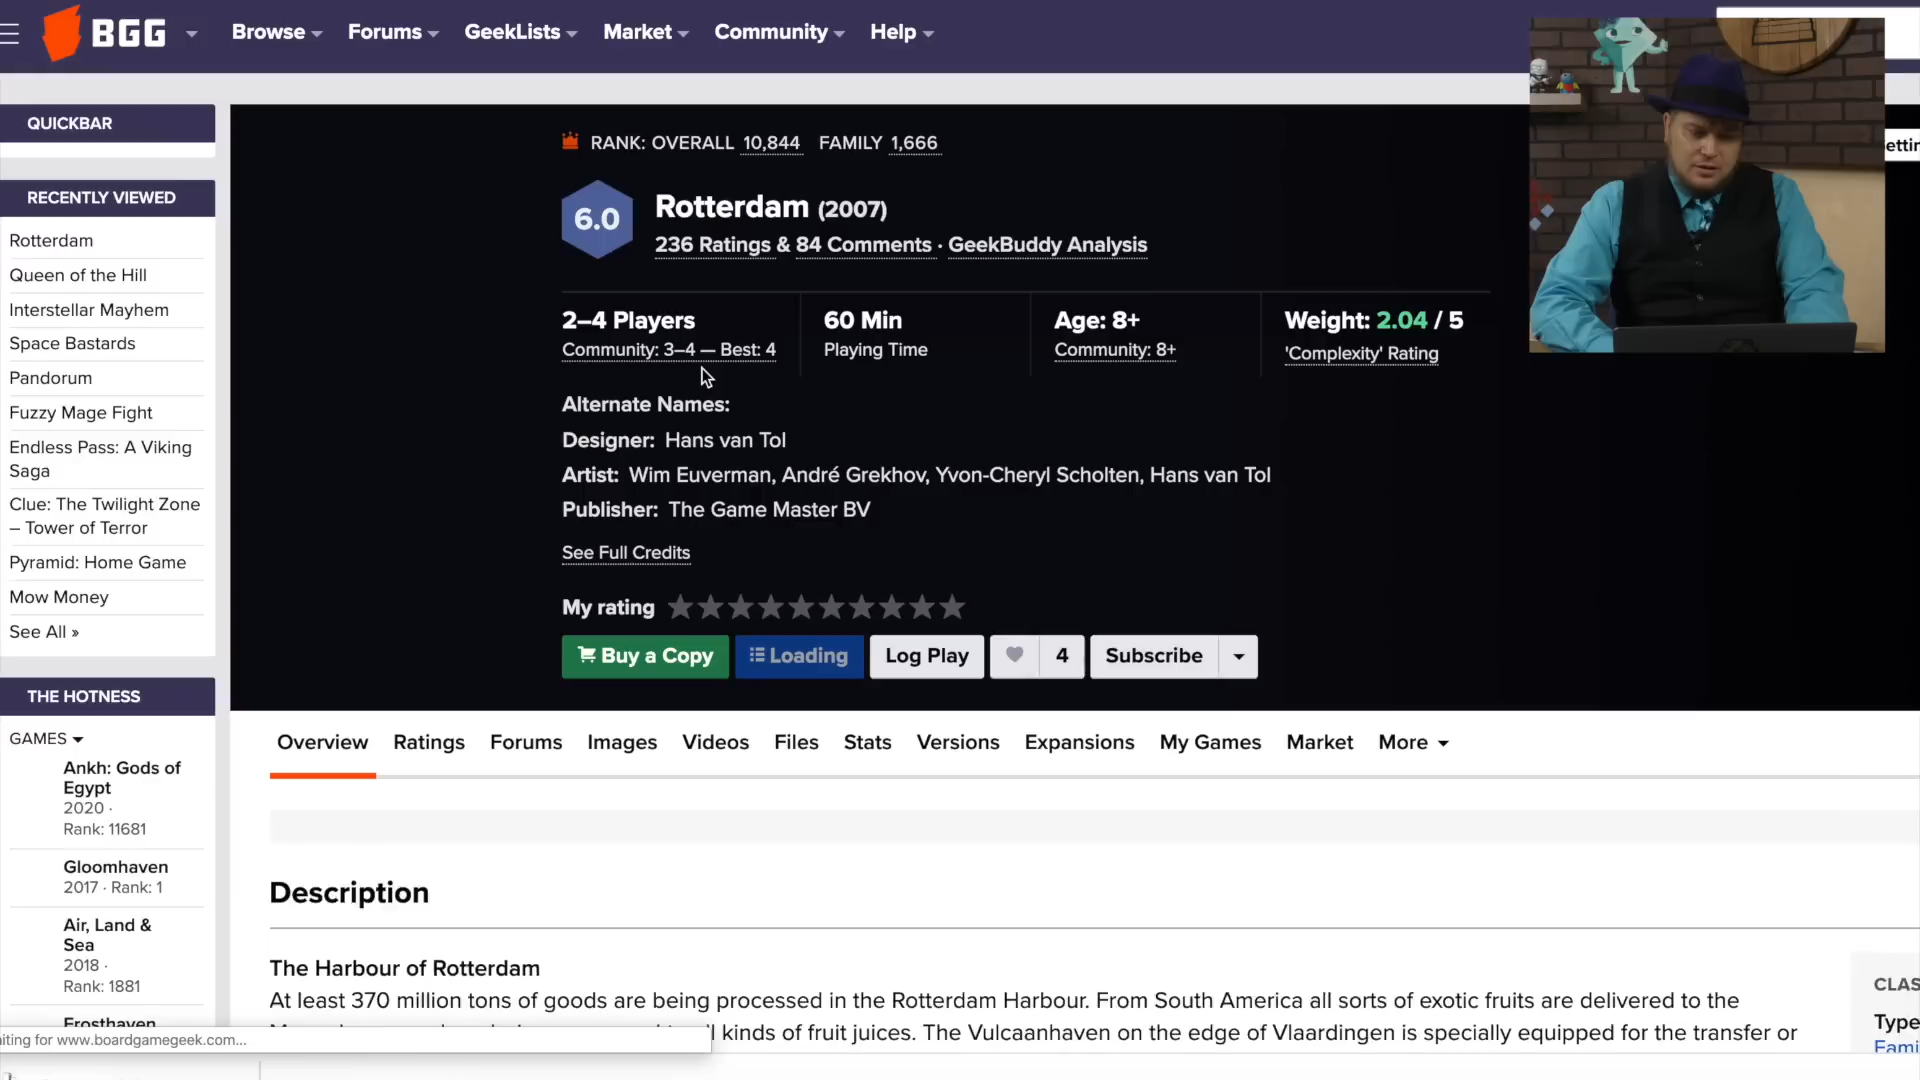 BGG Browse Forums GeekLists Market Community Help
QUICKBAR
RECENTLY VIEWED
Rotterdam
Queen of the Hill
Interstellar Mayhem
Space Bastards
Pandorum
Fuzzy Mage Fight
Endless Pass: A Viking
Saga
Clue: The Twilight Zone
– Tower of Terror
Pyramid: Home Game
Mow Money
See All »
THE HOTNESS
GAMES
Ankh: Gods of
Egypt
2020 ·
Rank: 11681
Gloomhaven
2017 · Rank: 1
Air, Land &
Sea
2018 ·
Rank: 1881
Frosthaven
RANK: OVERALL 10,844 FAMILY 1,666
6.0
Rotterdam (2007)
236 Ratings & 84 Comments · GeekBuddy Analysis
2–4 Players 60 Min Age: 8+ Weight: 2.04 / 5
Community: 3–4 — Best: 4 Playing Time Community: 8+ 'Complexity' Rating
Alternate Names:
Designer: Hans van Tol
Artist: Wim Euverman, André Grekhov, Yvon-Cheryl Scholten, Hans van Tol
Publisher: The Game Master BV
See Full Credits
My rating
Buy a Copy Loading Log Play 4 Subscribe
Overview Ratings Forums Images Videos Files Stats Versions Expansions My Games Market More
Description
The Harbour of Rotterdam
At least 370 million tons of goods are being processed in the Rotterdam Harbour. From South America all sorts of exotic fruits are delivered to the
kinds of fruit juices. The Vulcaanhaven on the edge of Vlaardingen is specially equipped for the transfer or
CLAS
Type
Fami
ettin
iting for www.boardgamegeek.com...